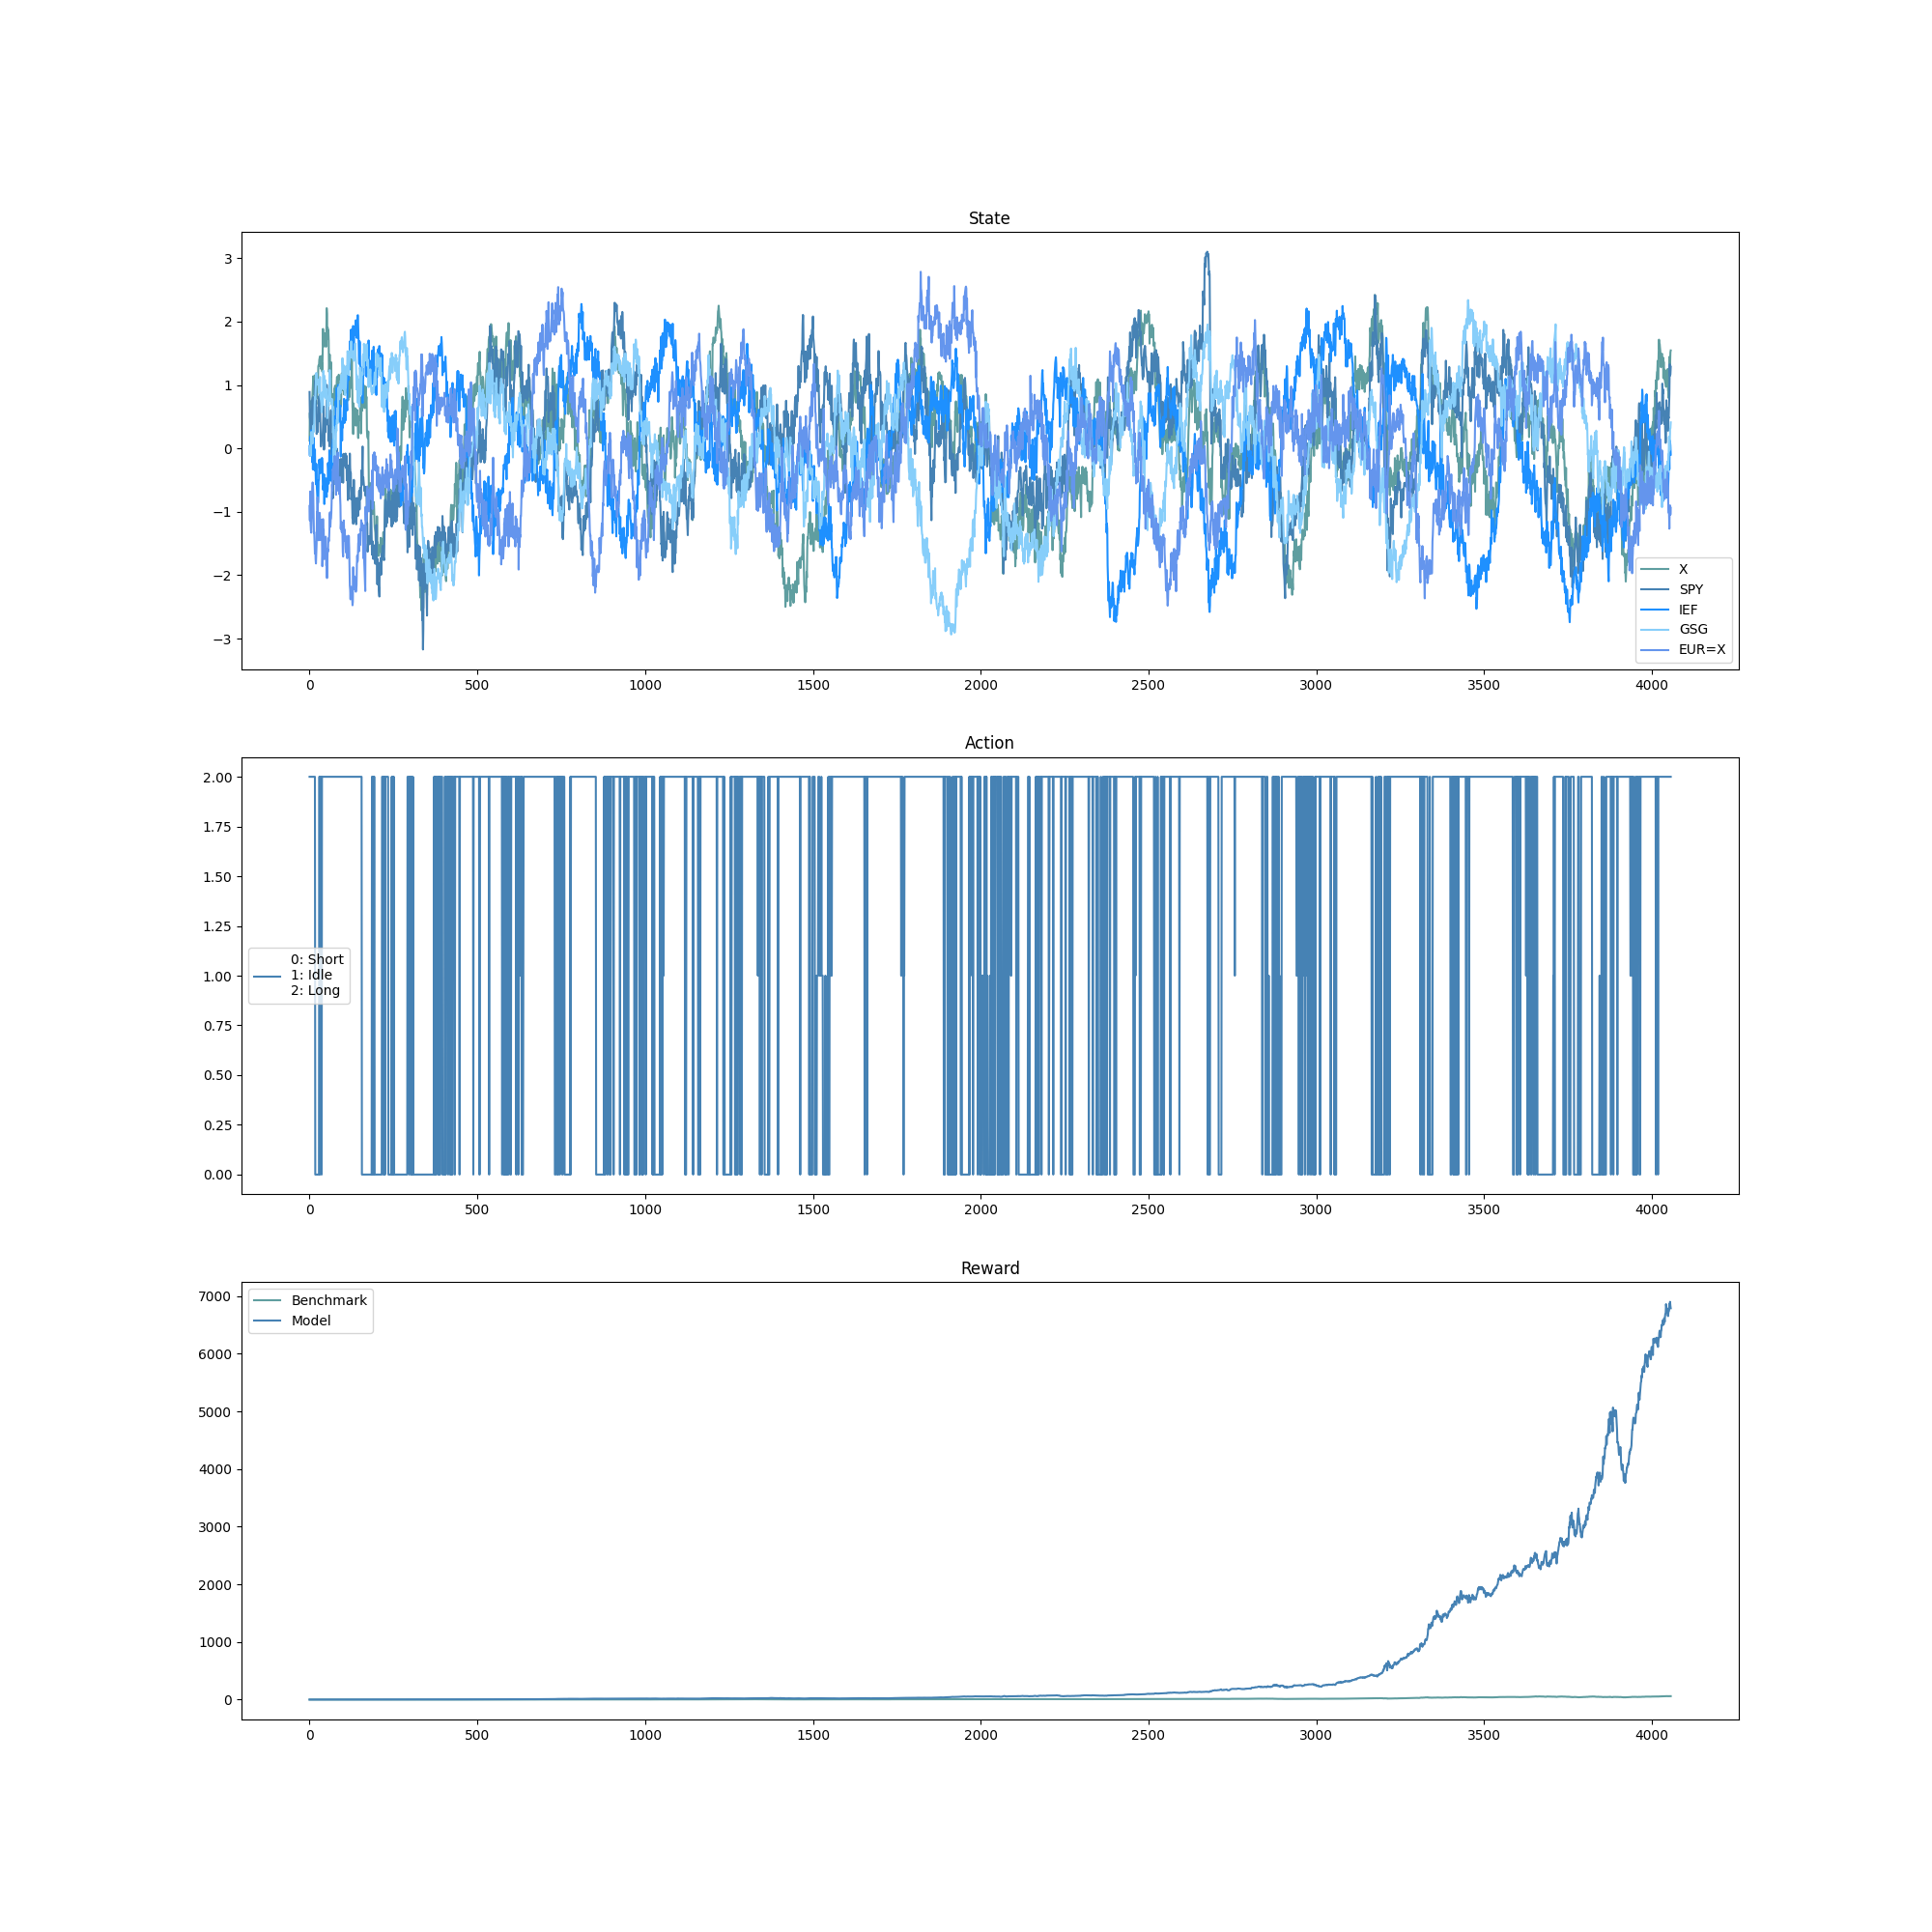 State
3
2
1
0
−1
−2
−3
X
SPY
IEF
GSG
EUR=X
0 500 1000 1500 2000 2500 3000 3500 4000
Action
2.00
1.75
1.50
1.25
1.00
0.75
0.50
0.25
0.00
0: Short
1: Idle
2: Long
0 500 1000 1500 2000 2500 3000 3500 4000
Reward
Benchmark
Model
7000
6000
5000
4000
3000
2000
1000
0
0 500 1000 1500 2000 2500 3000 3500 4000